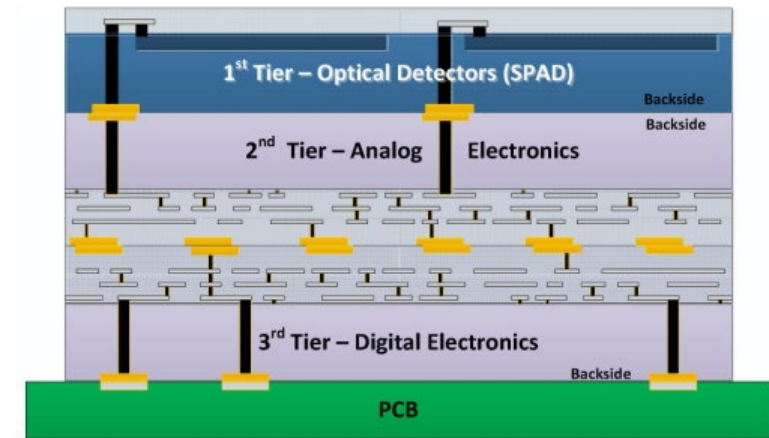 1st Tier – Optical Detectors (SPAD)
Backside
Backside
2nd Tier – Analog Electronics
3rd Tier – Digital Electronics
Backside
PCB